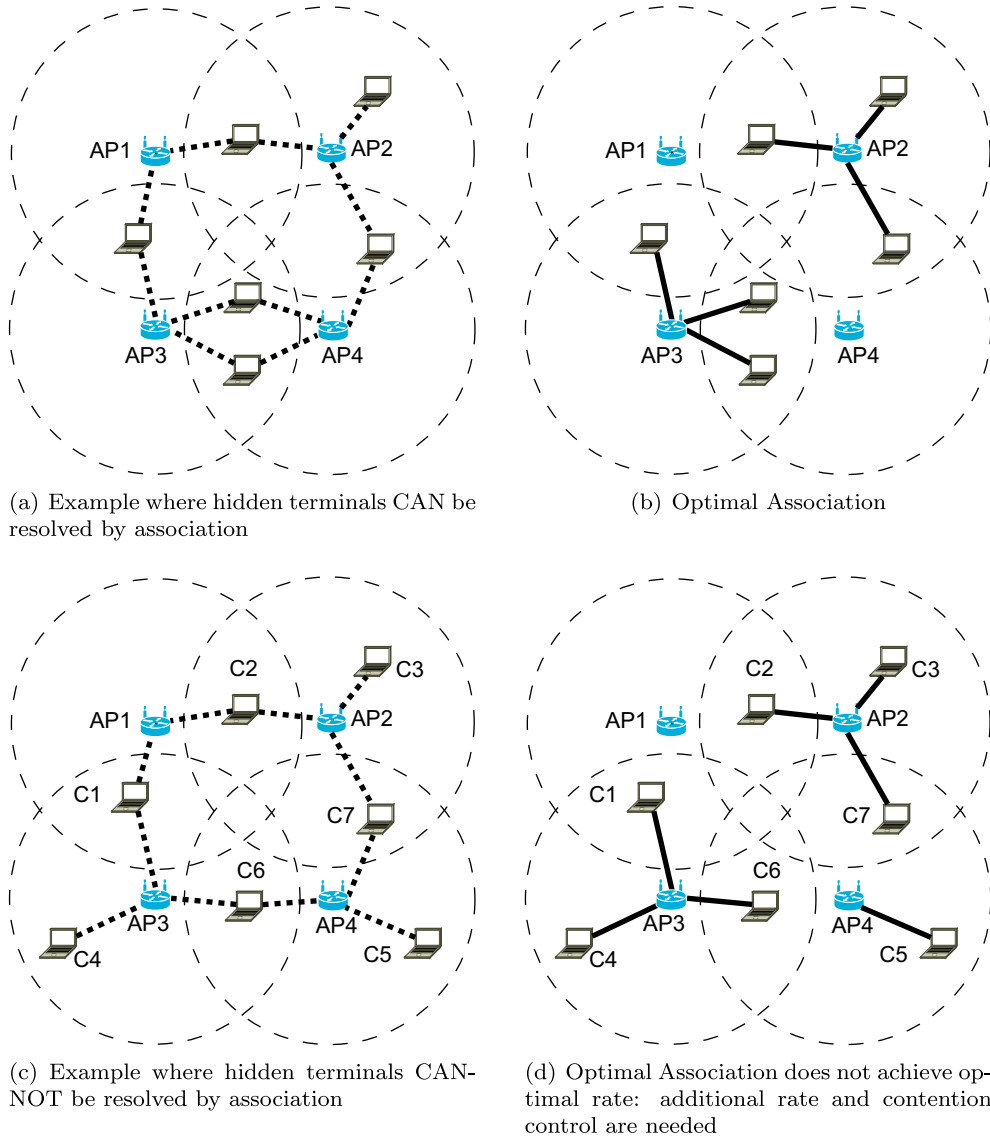 AP1
AP2
AP3
AP4
(a) Example where hidden terminals CAN be
resolved by association
AP1
AP2
AP3
AP4
(b) Optimal Association
C2
C3
AP1
AP2
C1
C7
C6
AP3
AP4
C4
C5
(c) Example where hidden terminals CAN-
NOT be resolved by association
C2
C3
AP1
AP2
C1
C7
C6
AP3
AP4
C4
C5
(d) Optimal Association does not achieve op-
timal rate: additional rate and contention
control are needed